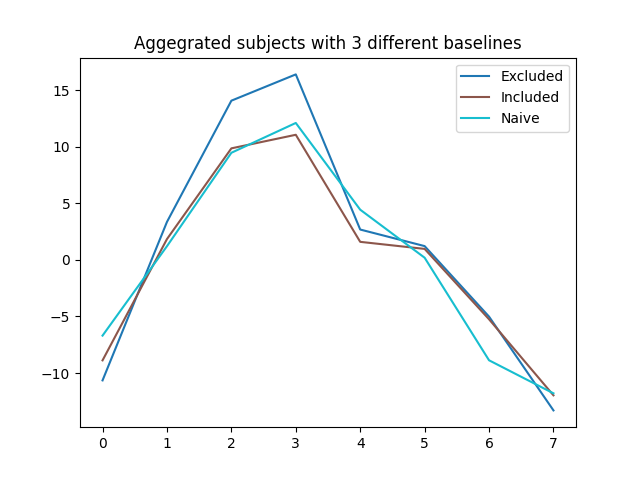 Aggegrated subjects with 3 different baselines
Excluded
Included
Naive
15
10
5
0
−5
−10
0 1 2 3 4 5 6 7